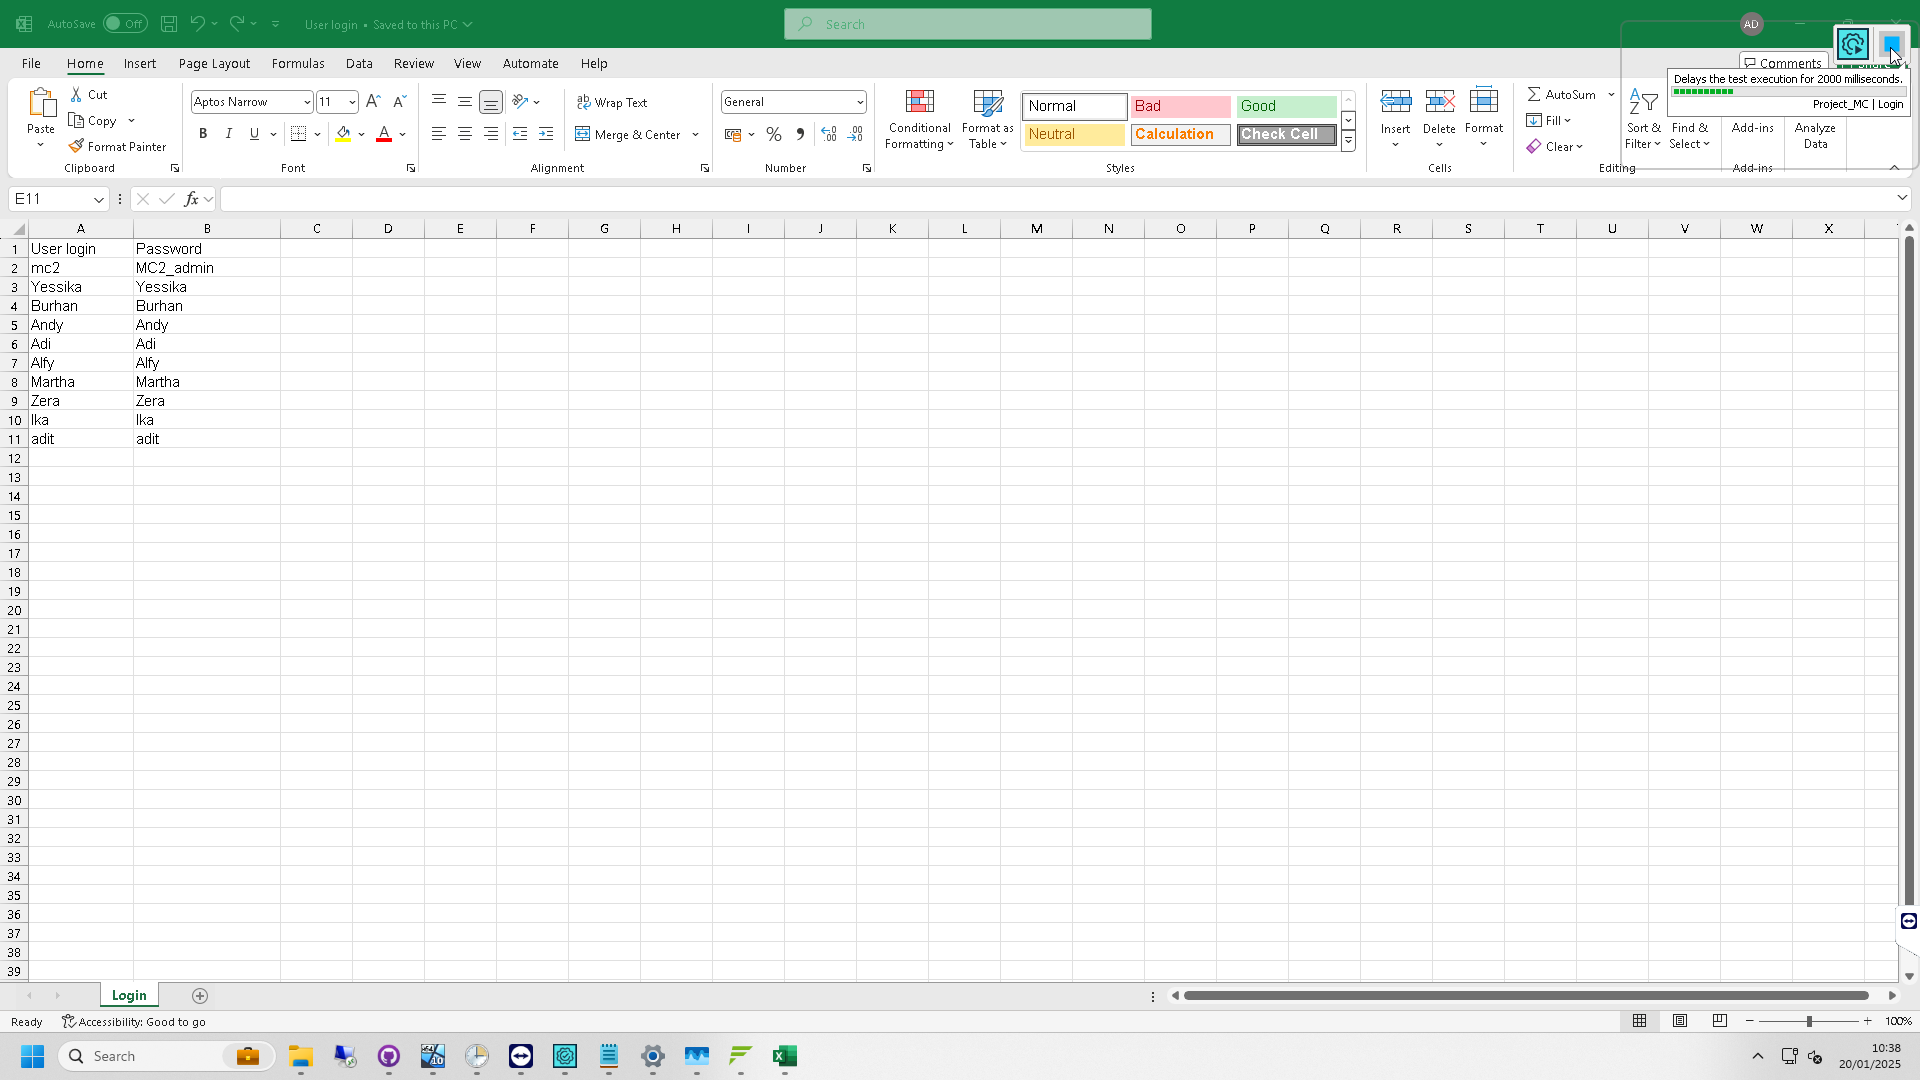 AutoSave Off User login • Saved to this PC Search AD
File Home Insert Page Layout Formulas Data Review View Automate Help Comments
Delays the test execution for 2000 milliseconds.
Project_MC | Login
Paste Cut
Copy
Format Painter
Clipboard
Aptos Narrow 11
B I U A
Font
Wrap Text
Merge & Center
Alignment
General
Number
Conditional Formatting
Format as Table
Normal Bad Good
Neutral Calculation Check Cell
Styles
Insert Delete Format
Cells
AutoSum
Fill
Clear
Sort & Filter
Find & Select
Editing
Add-ins
Add-ins
Analyze Data
E11 fx
A B C D E F G H I J K L M N O P Q R S T U V W X
1 User login Password
2 mc2 MC2_admin
3 Yessika Yessika
4 Burhan Burhan
5 Andy Andy
6 Adi Adi
7 Alfy Alfy
8 Martha Martha
9 Zera Zera
10 Ika Ika
11 adit adit
12
13
14
15
16
17
18
19
20
21
22
23
24
25
26
27
28
29
30
31
32
33
34
35
36
37
38
39
Login
Ready Accessibility: Good to go 100%
Search
10:38
20/01/2025